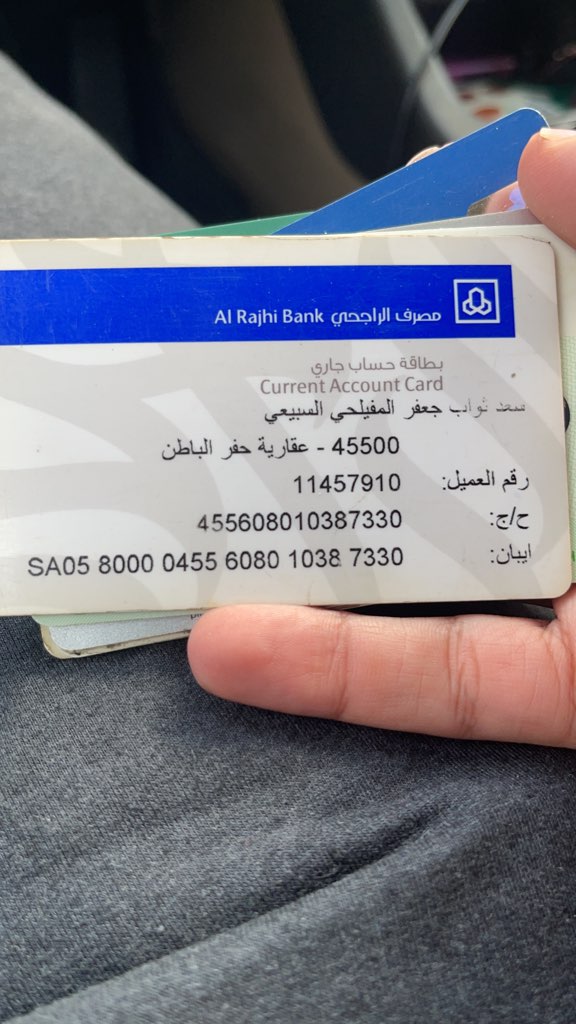 Al Rajhi Bank مصرف الراجحي
بطاقة حساب جاري
Current Account Card
سعد ثواب جعفر المفيلحي السبيعي
45500 - عقارية حفر الباطن
رقم العميل: 11457910
ح/ج: 455608010387330
ايبان: SA05 8000 0455 6080 1038 7330